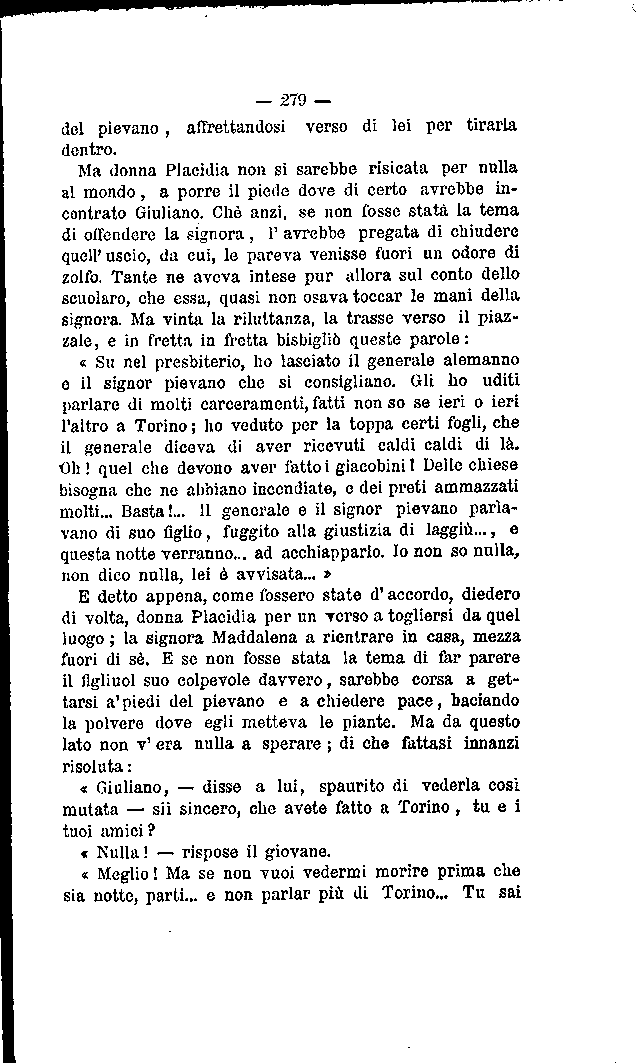 — 279 —
del pievano, affrettandosi verso di lei per tirarla
dentro.
Ma donna Placidia non si sarebbe risicata per nulla
al mondo, a porre il piede dove di certo avrebbe in-
contrato Giuliano. Chè anzi, se non fosse stata la tema
di offendere la signora, l'avrebbe pregata di chiudere
quell'uscio, da cui, le pareva venisse fuori un odore di
zolfo. Tante ne aveva intese pur allora sul conto dello
scuolaro, che essa, quasi non osava toccar le mani della
signora. Ma vinta la riluttanza, la trasse verso il piaz-
zale, e in fretta in fretta bisbigliò queste parole:
« Su nel presbiterio, ho lasciato il generale alemanno
e il signor pievano che si consigliano. Gli ho uditi
parlare di molti carceramenti, fatti non so se ieri o ieri
l'altro a Torino; ho veduto per la toppa certi fogli, che
il generale diceva di aver ricevuti caldi caldi di là.
Oh! quel che devono aver fatto i giacobini! Delle chiese
bisogna che ne abbiano incendiate, e dei preti ammazzati
molti... Basta!... Il generale e il signor pievano parla-
vano di suo figlio, fuggito alla giustizia di laggiù..., e
questa notte verranno... ad acchiapparlo. Io non so nulla,
non dico nulla, lei è avvisata... »
E detto appena, come fossero state d'accordo, diedero
di volta, donna Placidia per un verso a togliersi da quel
luogo; la signora Maddalena a rientrare in casa, mezza
fuori di sè. E se non fosse stata la tema di far parere
il figliuol suo colpevole davvero, sarebbe corsa a get-
tarsi a'piedi del pievano e a chiedere pace, baciando
la polvere dove egli metteva le piante. Ma da questo
lato non v'era nulla a sperare; di che fattasi innanzi
risoluta:
« Giuliano, — disse a lui, spaurito di vederla così
mutata — sii sincero, che avete fatto a Torino, tu e i
tuoi amici?
« Nulla! — rispose il giovane.
« Meglio! Ma se non vuoi vedermi morire prima che
sia notte, parti... e non parlar più di Torino... Tu sai